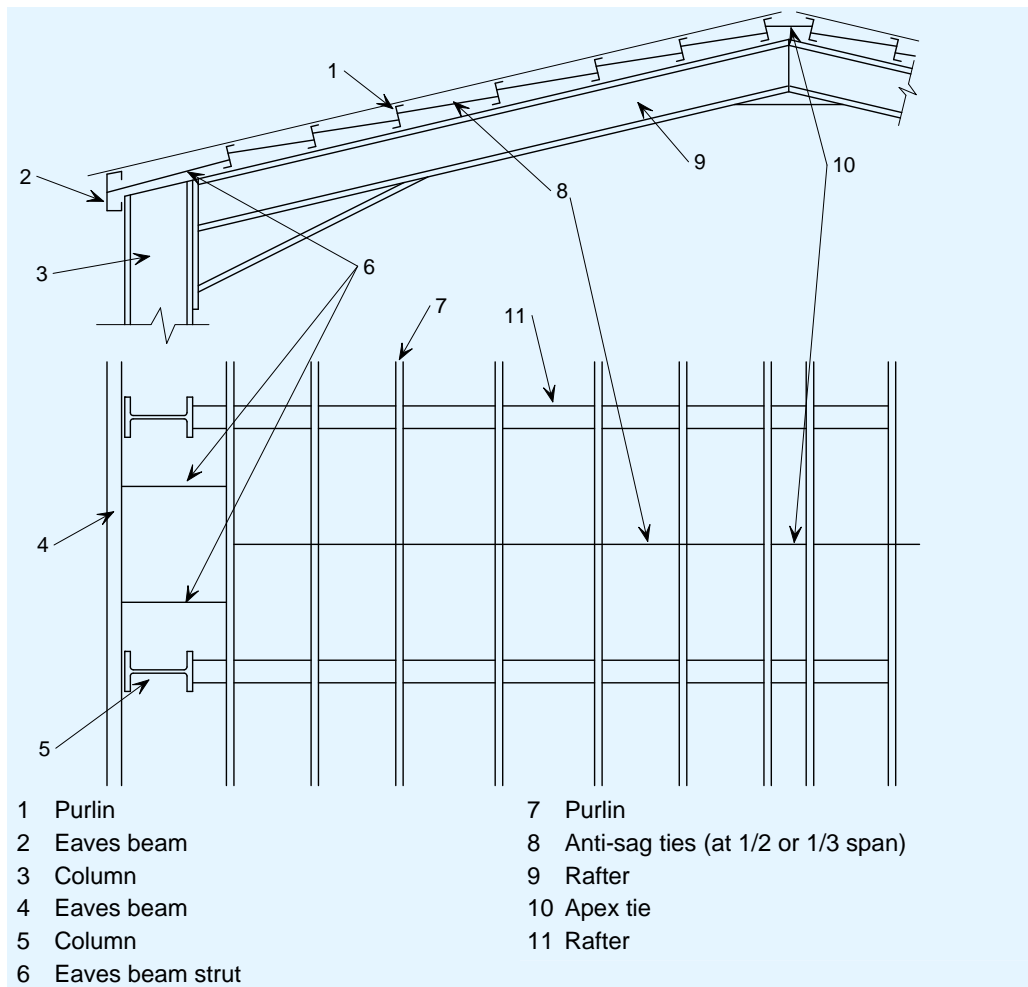 1
2
9
10
8
3
6
7
11
4
5
1 Purlin
2 Eaves beam
3 Column
4 Eaves beam
5 Column
6 Eaves beam strut
7 Purlin
8 Anti-sag ties (at 1/2 or 1/3 span)
9 Rafter
10 Apex tie
11 Rafter